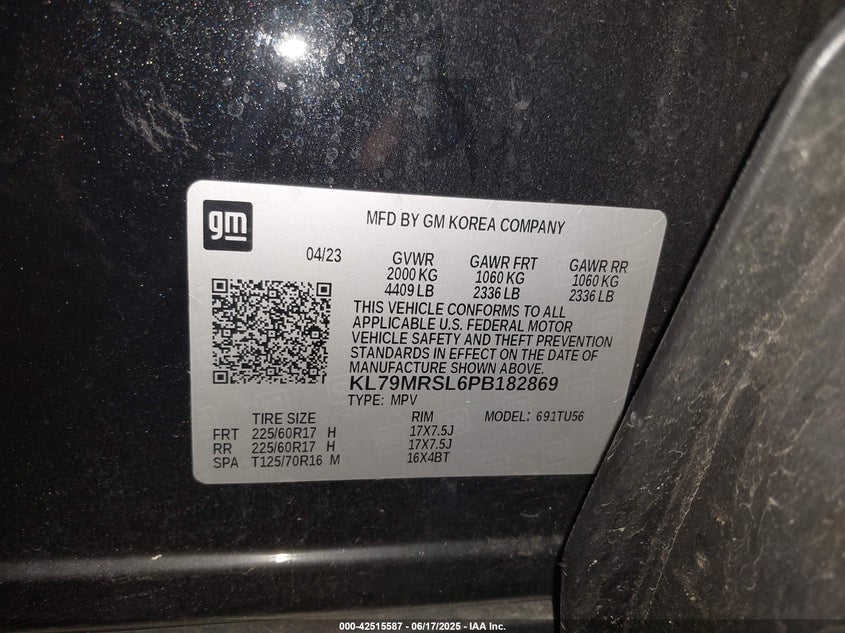 gm
MFD BY GM KOREA COMPANY
04/23 GVWR GAWR FRT GAWR RR
2000 KG 1060 KG 1060 KG
4409 LB 2336 LB 2336 LB
THIS VEHICLE CONFORMS TO ALL
APPLICABLE U.S. FEDERAL MOTOR
VEHICLE SAFETY AND THEFT PREVENTION
STANDARDS IN EFFECT ON THE DATE OF
MANUFACTURE SHOWN ABOVE.
KL79MRSL6PB182869
TYPE: MPV
TIRE SIZE RIM MODEL: 691TU56
FRT 225/60R17 H 17X7.5J
RR 225/60R17 H 17X7.5J
SPA T125/70R16 M 16X4BT
000-42515587 - 06/17/2025 - IAA Inc.